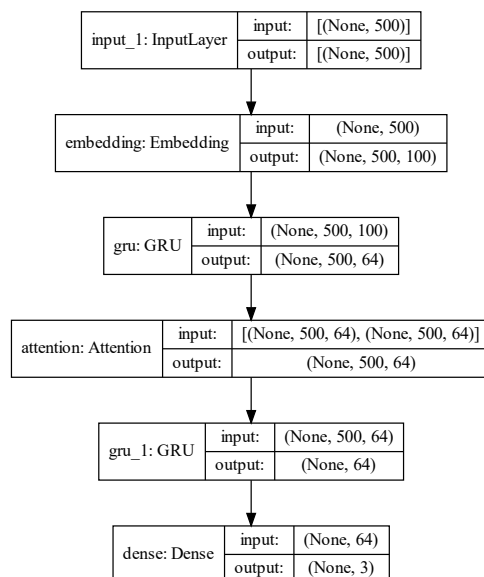 input_1: InputLayer
input: [(None, 500)]
output: [(None, 500)]
embedding: Embedding
input: (None, 500)
output: (None, 500, 100)
gru: GRU
input: (None, 500, 100)
output: (None, 500, 64)
attention: Attention
input: [(None, 500, 64), (None, 500, 64)]
output: (None, 500, 64)
gru_1: GRU
input: (None, 500, 64)
output: (None, 64)
dense: Dense
input: (None, 64)
output: (None, 3)